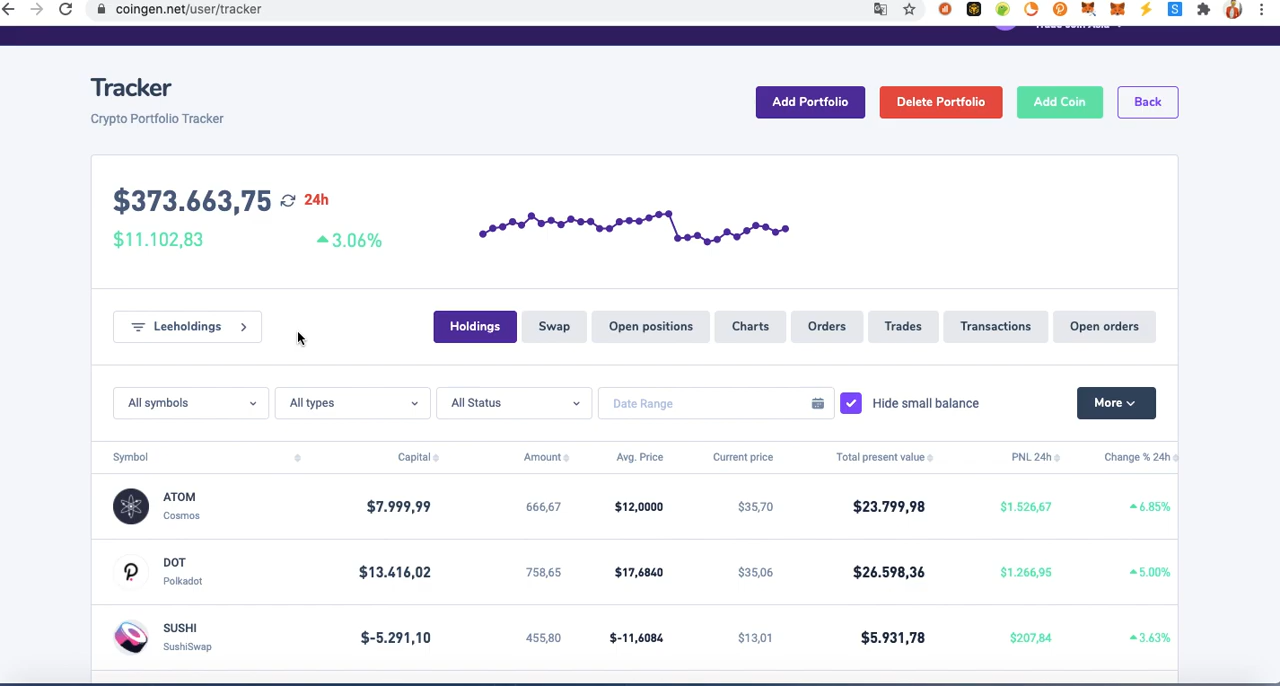 coingen.net/user/tracker
Tracker
Crypto Portfolio Tracker
Add Portfolio
Delete Portfolio
Add Coin
Back
$373.663,75
24h
$11.102,83
3.06%
Leeholdings
Holdings
Swap
Open positions
Charts
Orders
Trades
Transactions
Open orders
All symbols
All types
All Status
Date Range
Hide small balance
More
Symbol Capital Amount Avg. Price Current price Total present value PNL 24h Change % 24h
ATOM
Cosmos
$7.999,99 666,67 $12,0000 $35,70 $23.799,98 $1.526,67 6.85%
DOT
Polkadot
$13.416,02 758,65 $17,6840 $35,06 $26.598,36 $1.266,95 5.00%
SUSHI
SushiSwap
$-5.291,10 455,80 $-11,6084 $13,01 $5.931,78 $207,84 3.63%